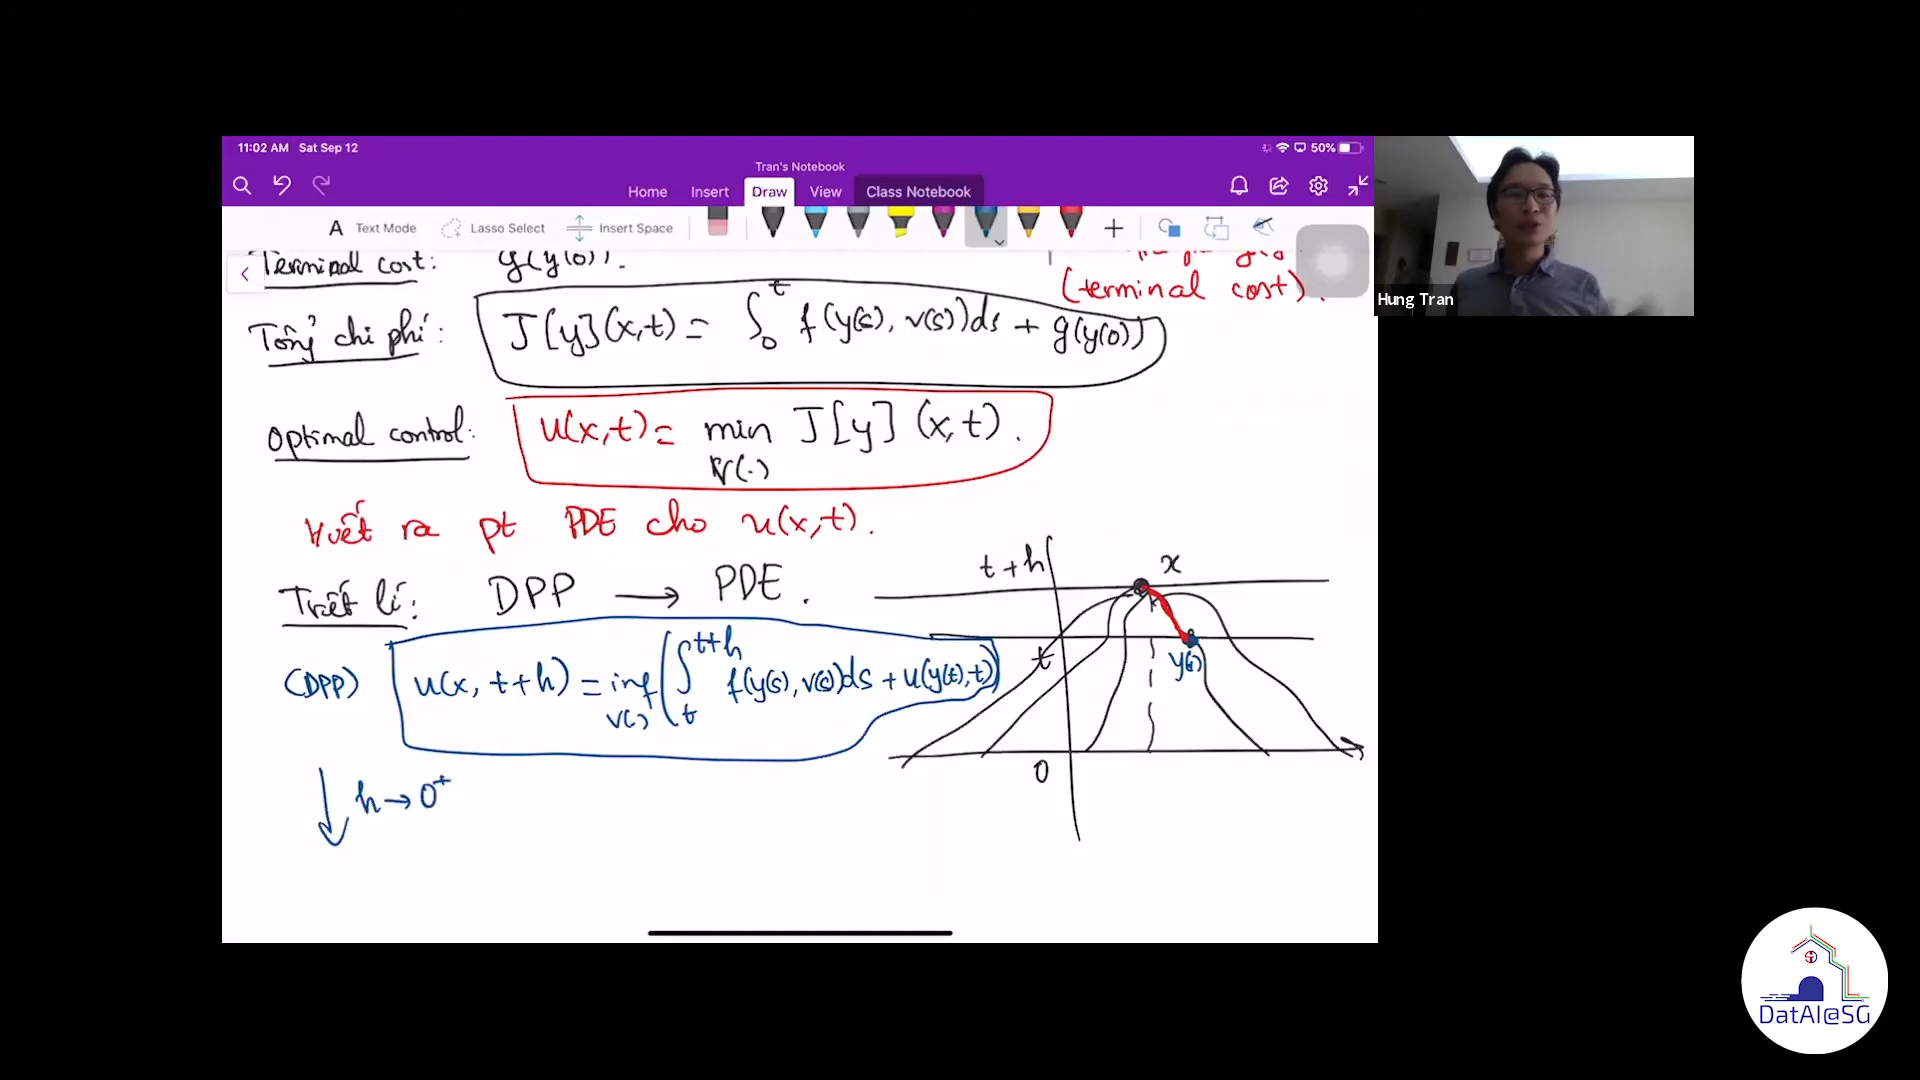 11:02 AM Sat Sep 12
50%
Tran's Notebook
Home Insert Draw View Class Notebook
A Text Mode Lasso Select Insert Space
Hung Tran
Terminal cost: g(y(0)).
(terminal cost).
Tổng chi phí: J[y](x,t) = ∫₀ᵗ f(y(s), v(s))ds + g(y(0))
Optimal control: u(x,t) = min J[y](x,t).
v(·)
Viết ra pt PDE cho u(x,t).
Triết lí: DPP → PDE.
(DPP) u(x, t+h) = inf ( ∫ₜᵗ⁺ʰ f(y(s), v(s))ds + u(y(t), t) )
v(·)
↓ h → 0⁺
t+h x
t y(t)
0
DatAI@SG